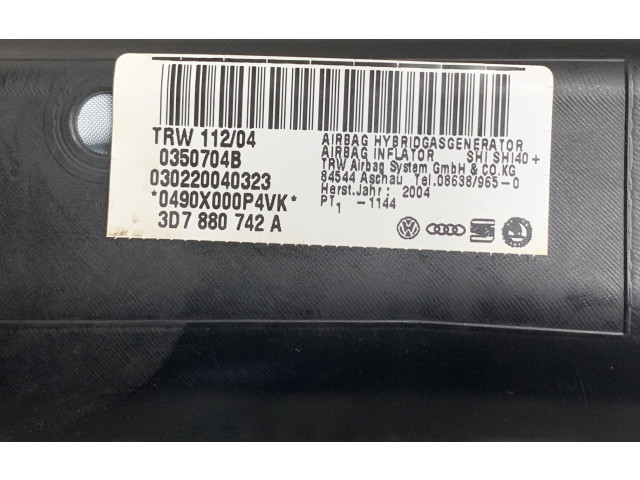 TRW 112/04
0350704B
030220040323
*0490X000P4VK*
3D7 880 742 A
AIRBAG HYBRIDGASGENERATOR
AIRBAG INFLATOR SHI SHI40 +
TRW Airbag System GmbH & CO.KG
84544 Aschau Tel.08638/965-0
Herst.Jahr: 2004
PT1 -1144